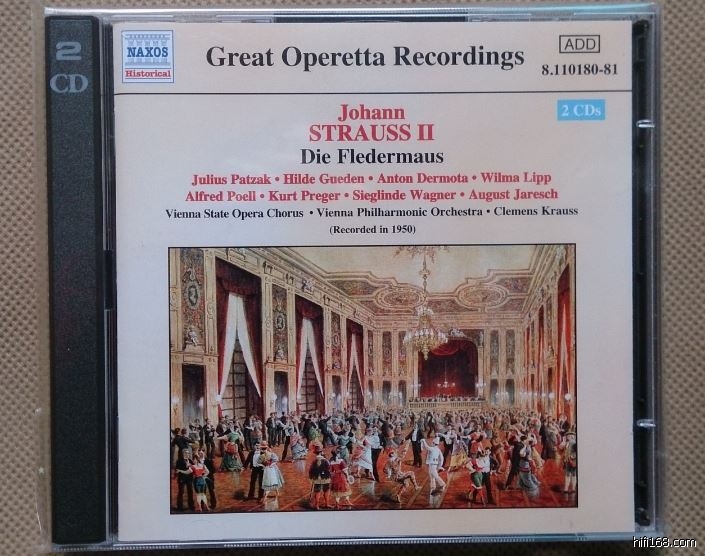 2
CD
NAXOS
Historical
Great Operetta Recordings
ADD
8.110180-81
Johann
STRAUSS II
2 CDs
Die Fledermaus
Julius Patzak • Hilde Gueden • Anton Dermota • Wilma Lipp
Alfred Poell • Kurt Preger • Sieglinde Wagner • August Jaresch
Vienna State Opera Chorus • Vienna Philharmonic Orchestra • Clemens Krauss
(Recorded in 1950)
hifi168.com